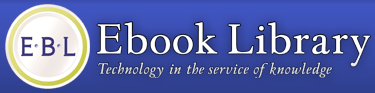 E·B·L
Ebook Library
Technology in the service of knowledge